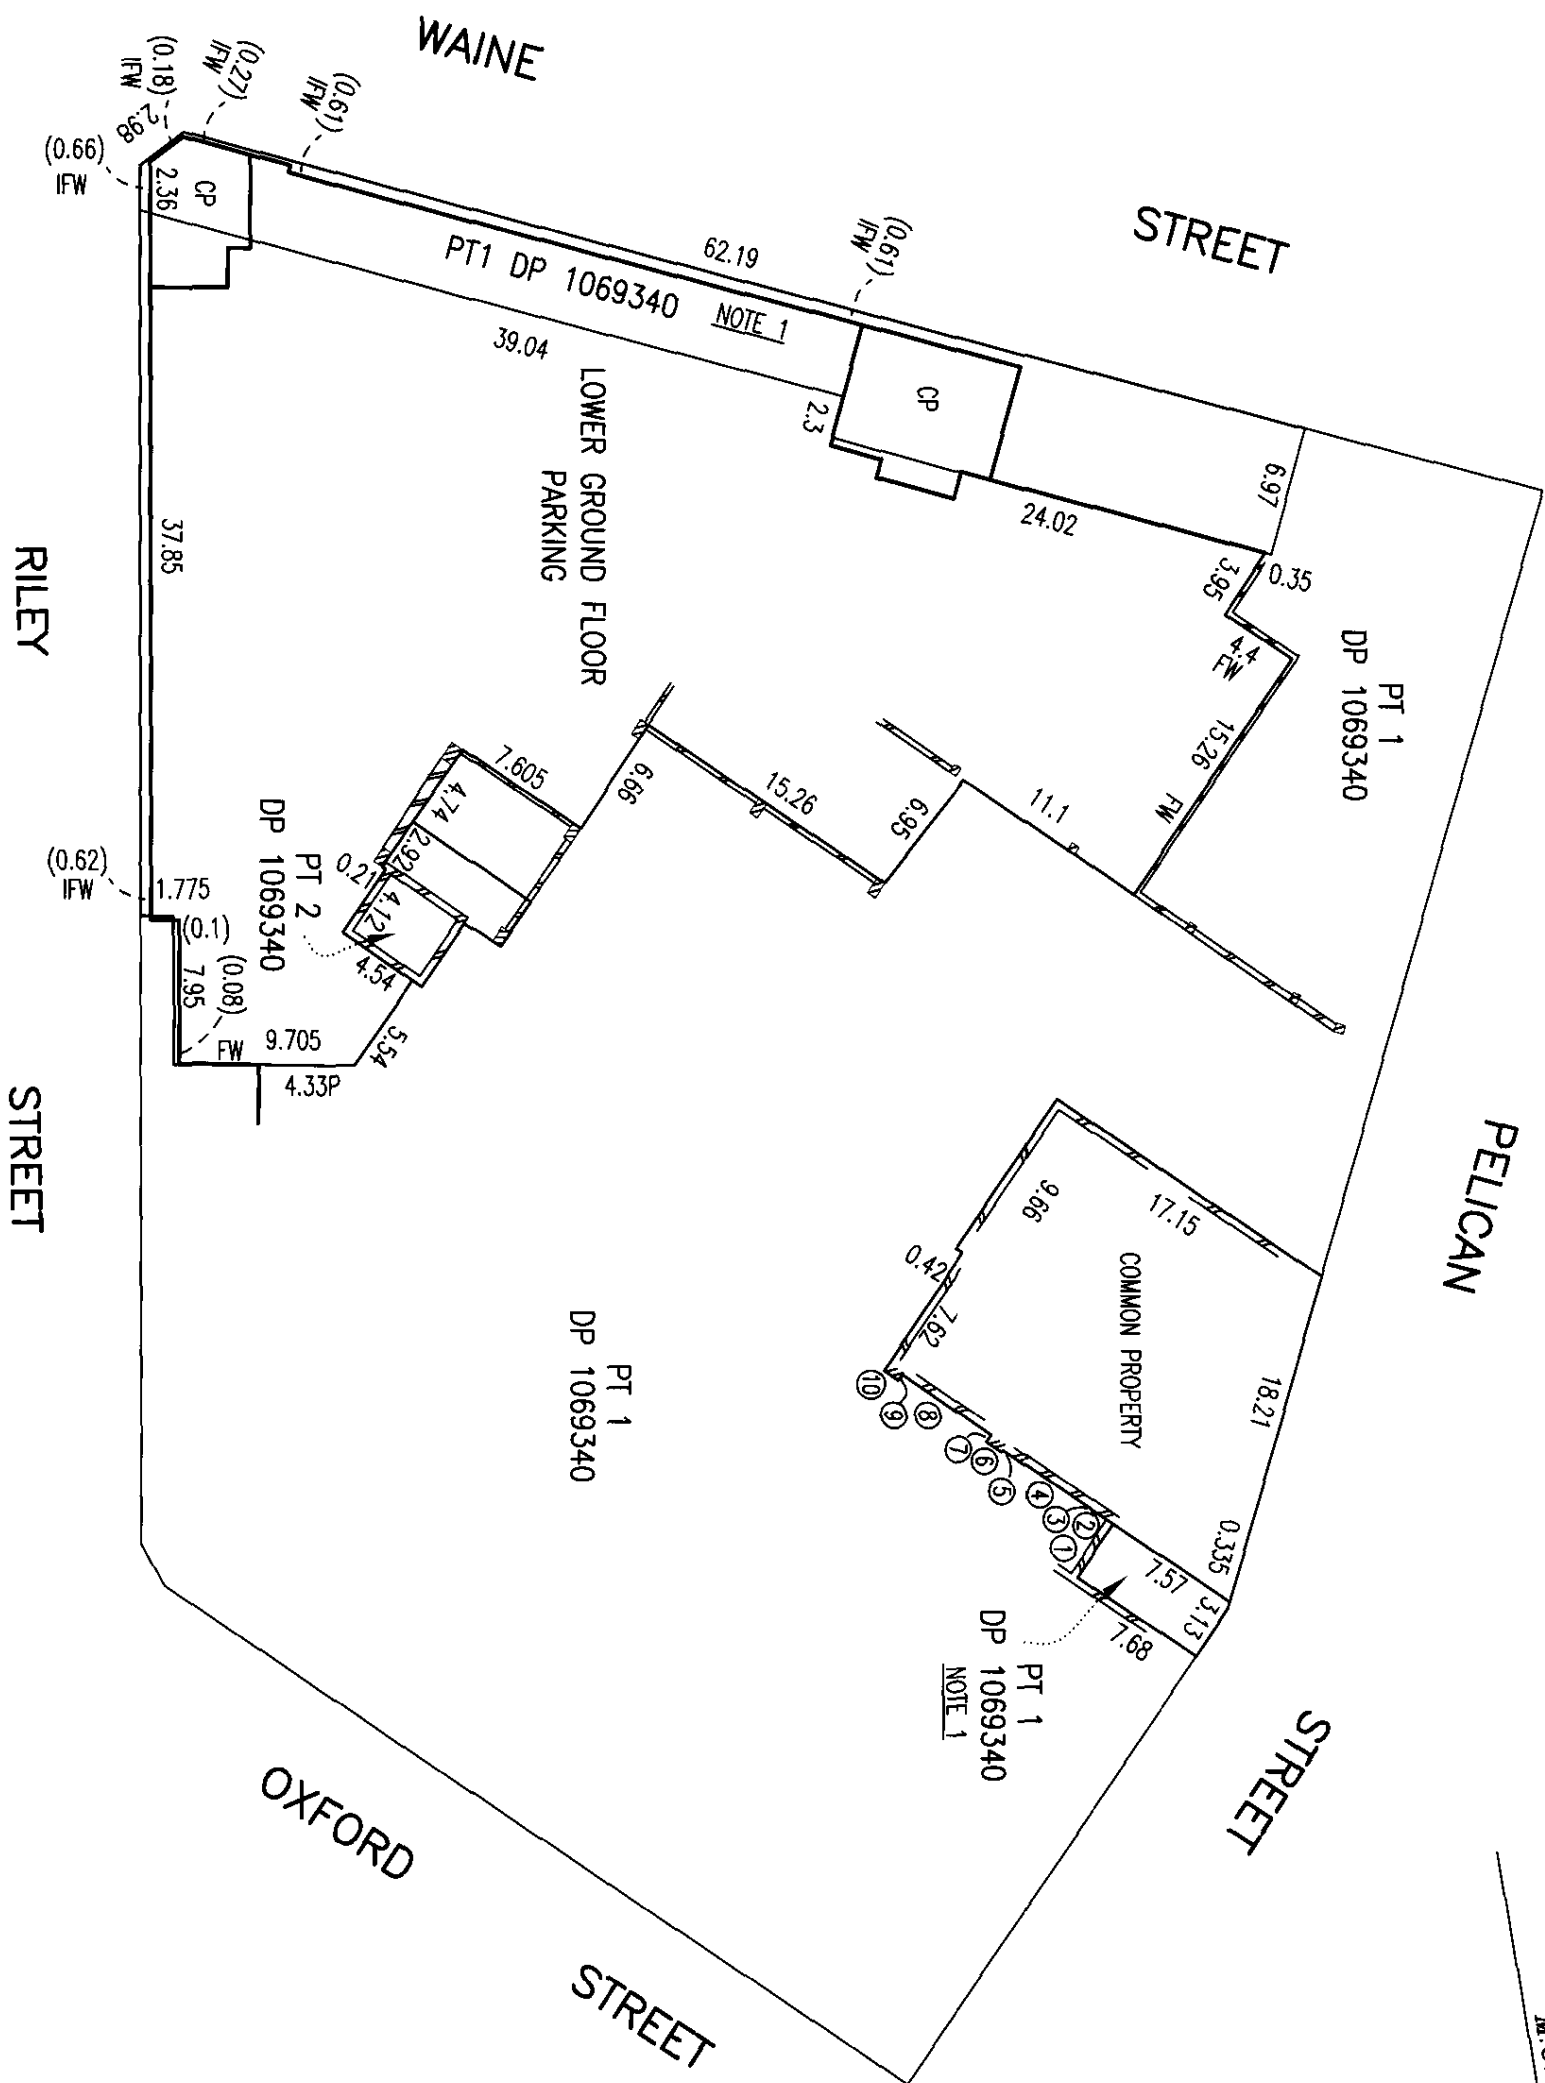 WAINE
STREET
(0.61)
IFW
(0.27)
IFW
(0.18)
IFW
2.98
(0.66)
IFW
2.36
CP
62.19
(0.61)
IFW
PT1 DP 1069340
NOTE 1
39.04
CP
2.3
6.97
24.02
0.35
3.95
4.4
FW
15.26
FW
PT 1
DP 1069340
LOWER GROUND FLOOR
PARKING
11.1
6.95
15.26
6.66
7.605
4.74
2.92
0.21
4.12
4.54
5.54
PT 2
DP 1069340
37.85
(0.62)
IFW
1.775
(0.1)
7.95
(0.08)
FW
9.705
4.33P
RILEY
STREET
PELICAN
STREET
17.15
9.66
0.42
7.62
COMMON PROPERTY
18.21
0.335
3.13
7.57
7.68
10
9
8
7
6
5
4
3
2
1
PT 1
DP 1069340
NOTE 1
PT 1
DP 1069340
OXFORD
STREET